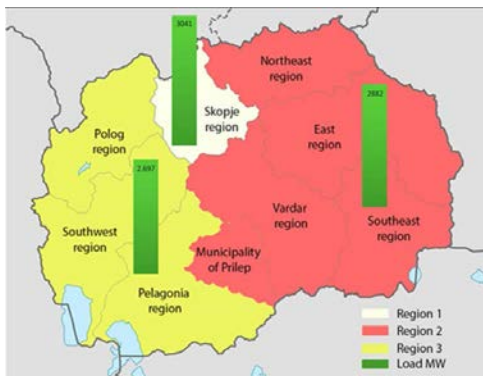 3041
Northeast
region
2882
Skopje
region
East
region
Polog
region
2.697
Southwest
region
Vardar
region
Southeast
region
Municipality
of Prilep
Pelagonia
region
Region 1
Region 2
Region 3
Load MW